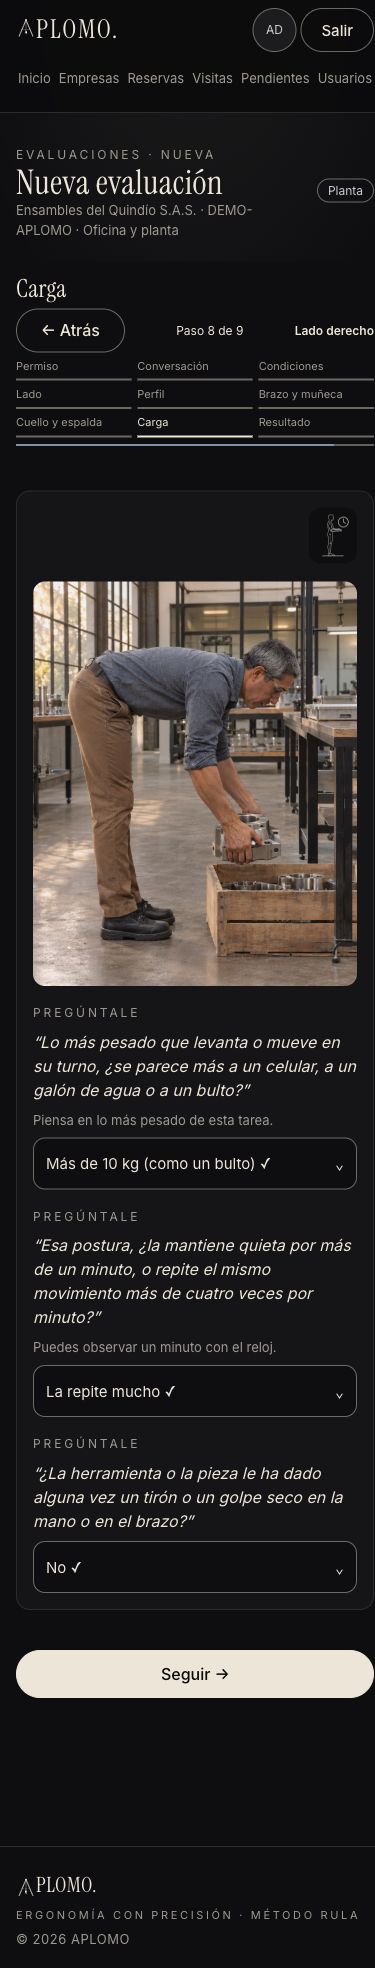 APLOMO.
AD
Salir
Inicio Empresas Reservas Visitas Pendientes Usuarios
EVALUACIONES · NUEVA
Nueva evaluación
Ensambles del Quindío S.A.S. · DEMO-
APLOMO · Oficina y planta
Planta
Carga
← Atrás
Paso 8 de 9
Lado derecho
Permiso
Conversación
Condiciones
Lado
Perfil
Brazo y muñeca
Cuello y espalda
Carga
Resultado
PREGÚNTALE
“Lo más pesado que levanta o mueve en
su turno, ¿se parece más a un celular, a un
galón de agua o a un bulto?”
Piensa en lo más pesado de esta tarea.
Más de 10 kg (como un bulto) ✓
PREGÚNTALE
“Esa postura, ¿la mantiene quieta por más
de un minuto, o repite el mismo
movimiento más de cuatro veces por
minuto?”
Puedes observar un minuto con el reloj.
La repite mucho ✓
PREGÚNTALE
“¿La herramienta o la pieza le ha dado
alguna vez un tirón o un golpe seco en la
mano o en el brazo?”
No ✓
Seguir →
APLOMO.
ERGONOMÍA CON PRECISIÓN · MÉTODO RULA
© 2026 APLOMO